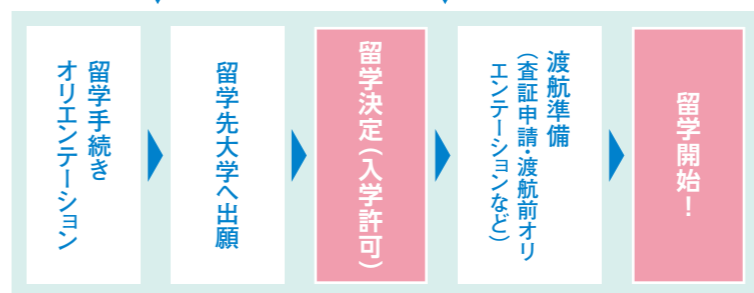 留学手続き
オリエンテーション
留学先大学へ出願
留学決定（入学許可）
渡航準備
（査証申請・渡航前オリ
エンテーションなど）
留学開始！